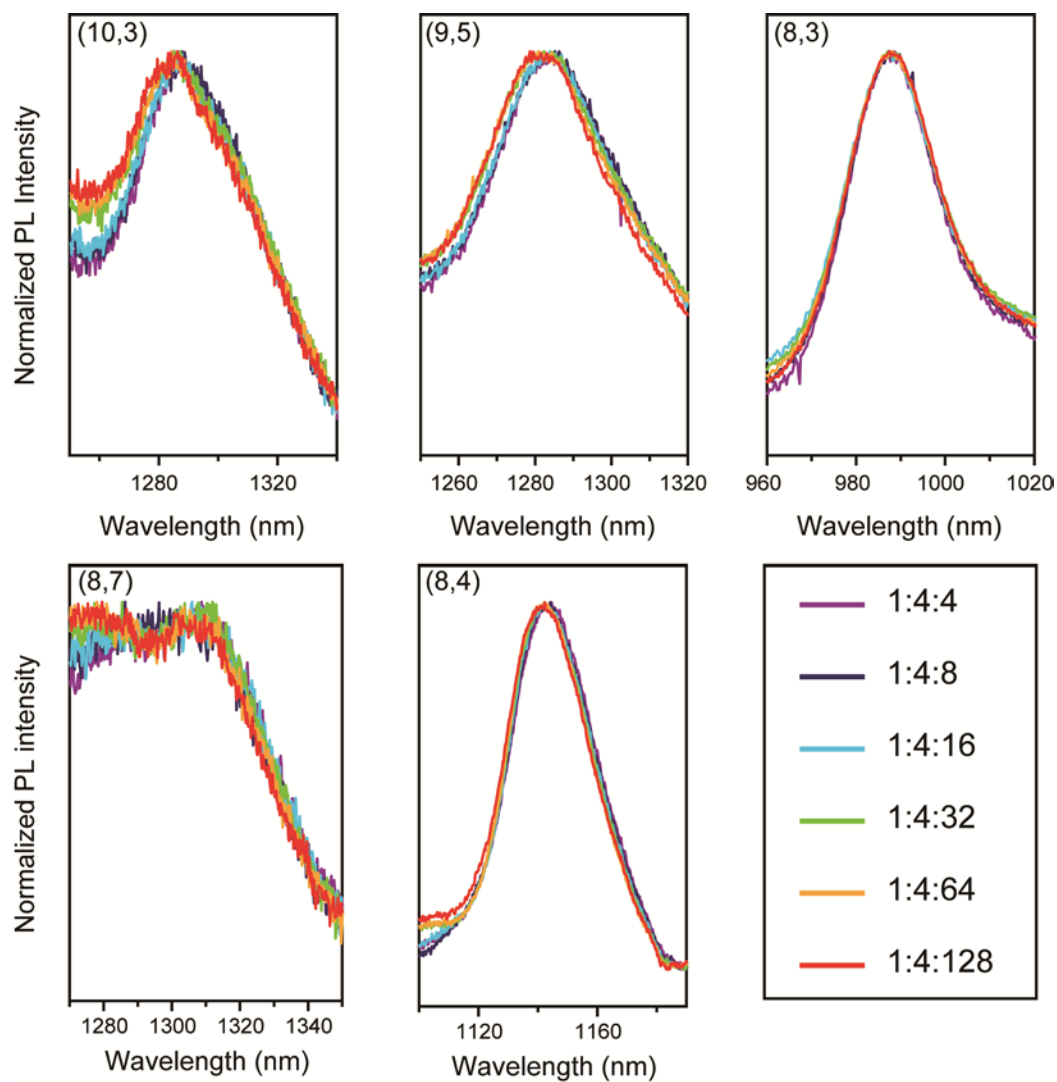 (10,3)
(9,5)
(8,3)
Normalized PL Intensity
1280 1320
1260 1280 1300 1320
960 980 1000 1020
Wavelength (nm)
Wavelength (nm)
Wavelength (nm)
(8,7)
(8,4)
Normalized PL intensity
1280 1300 1320 1340
1120 1160
Wavelength (nm)
Wavelength (nm)
1:4:4
1:4:8
1:4:16
1:4:32
1:4:64
1:4:128